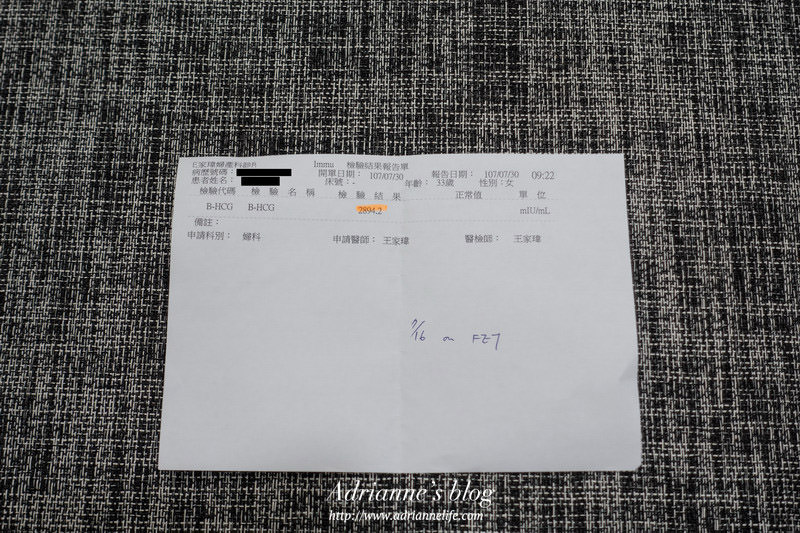 王家瑋婦產科診所 Immu 檢驗結果報告單
病歷號碼： 開單日期： 107/07/30 報告日期： 107/07/30 09:22
患者姓名： 床號：. 年齡： 33歲 性別：女
檢驗代碼 檢 驗 名 稱 檢 驗 結 果 正常值 單 位
B-HCG B-HCG 2894.2 mIU/mL
備註：
申請科別： 婦科 申請醫師： 王家瑋 醫檢師： 王家瑋
7/16 on
Adrianne's blog
http://www.adriannelife.com/